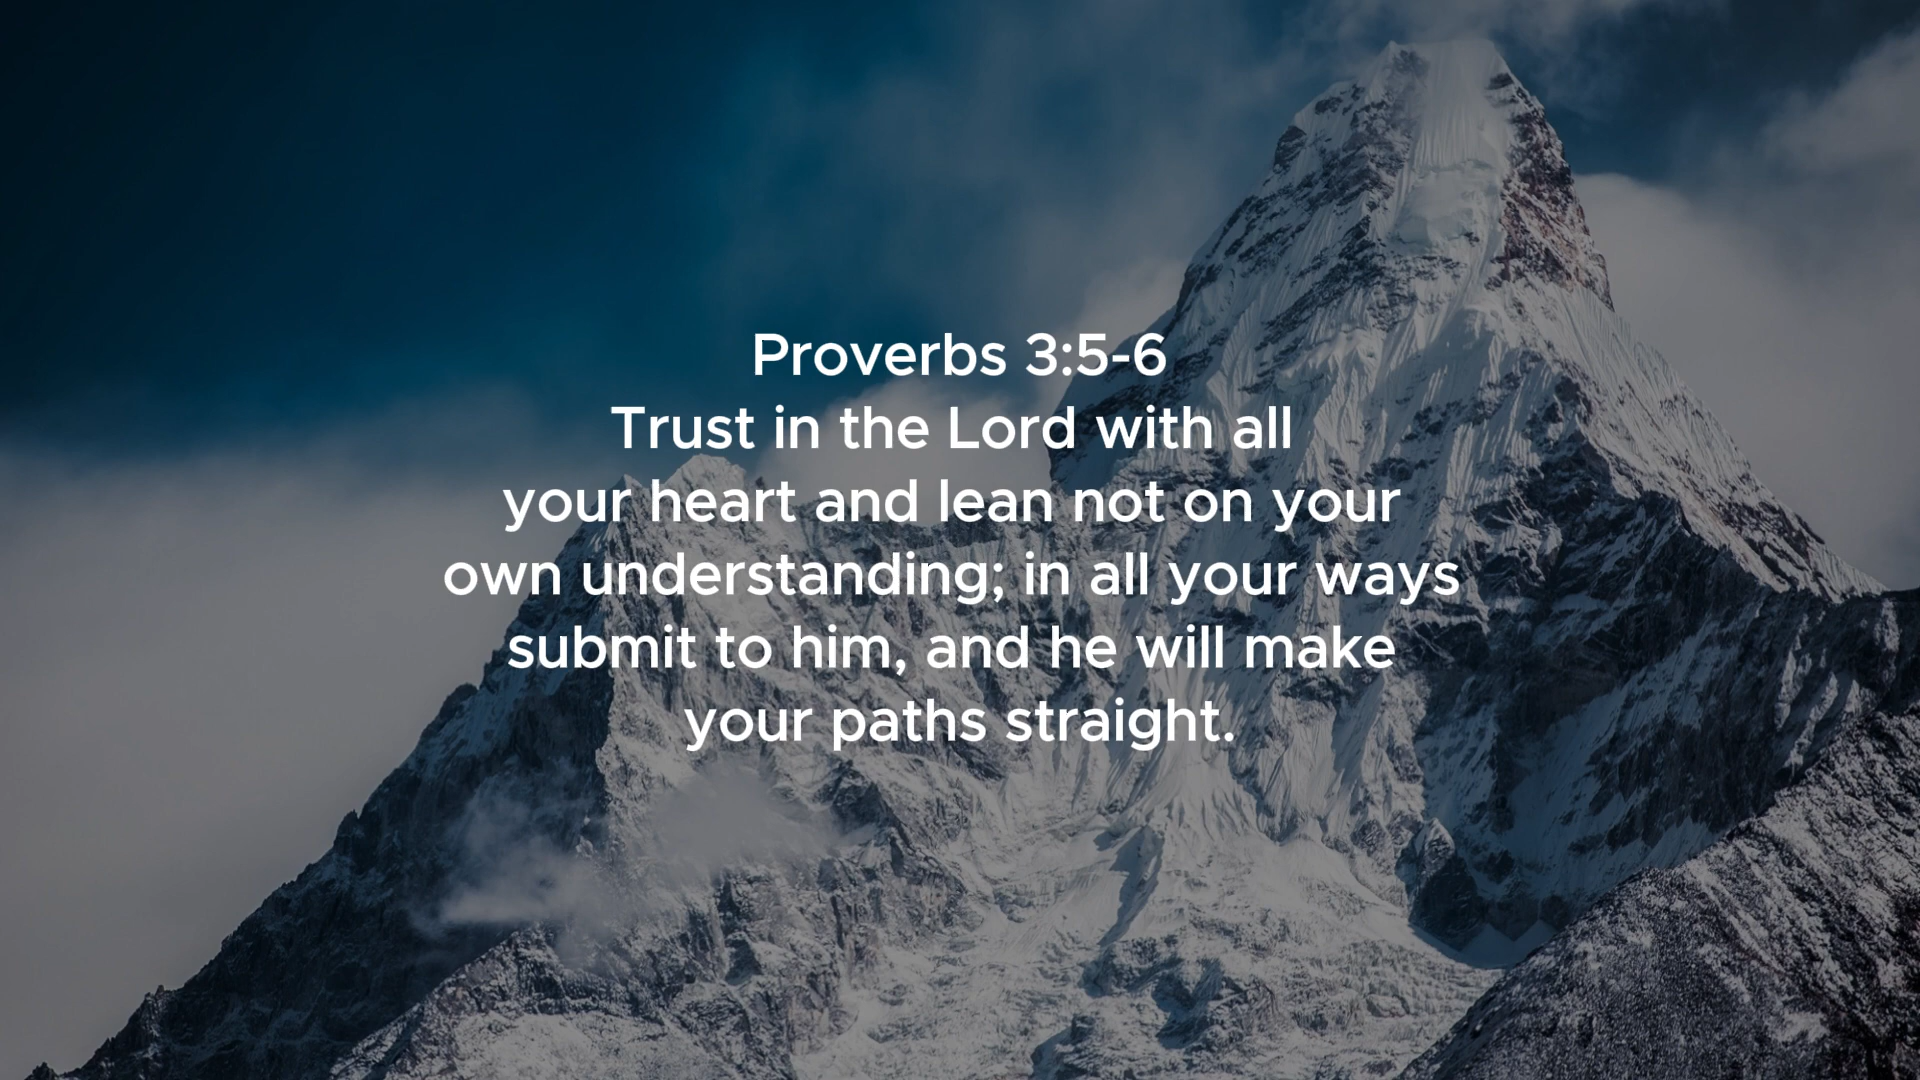 Proverbs 3:5-6
Trust in the Lord with all
your heart and lean not on your
own understanding; in all your ways
submit to him, and he will make
your paths straight.